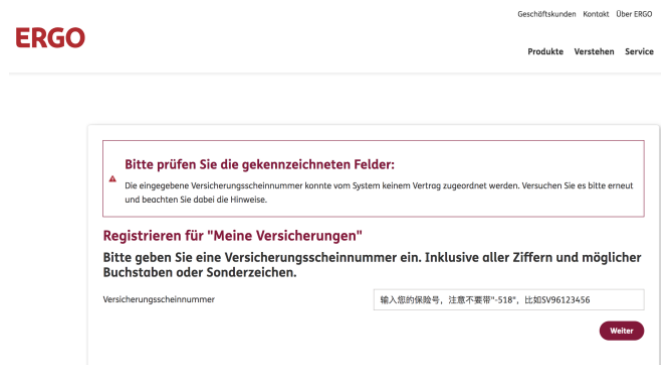 Geschäftskunden Kontakt Über ERGO
ERGO
Produkte Verstehen Service
Bitte prüfen Sie die gekennzeichneten Felder:
Die eingegebene Versicherungsscheinnummer konnte vom System keinem Vertrag zugeordnet werden. Versuchen Sie es bitte erneut
und beachten Sie dabei die Hinweise.
Registrieren für "Meine Versicherungen"
Bitte geben Sie eine Versicherungsscheinnummer ein. Inklusive aller Ziffern und möglicher
Buchstaben oder Sonderzeichen.
Versicherungsscheinnummer
输入您的保险号，注意不要带"-518"，比如SV96123456
Weiter